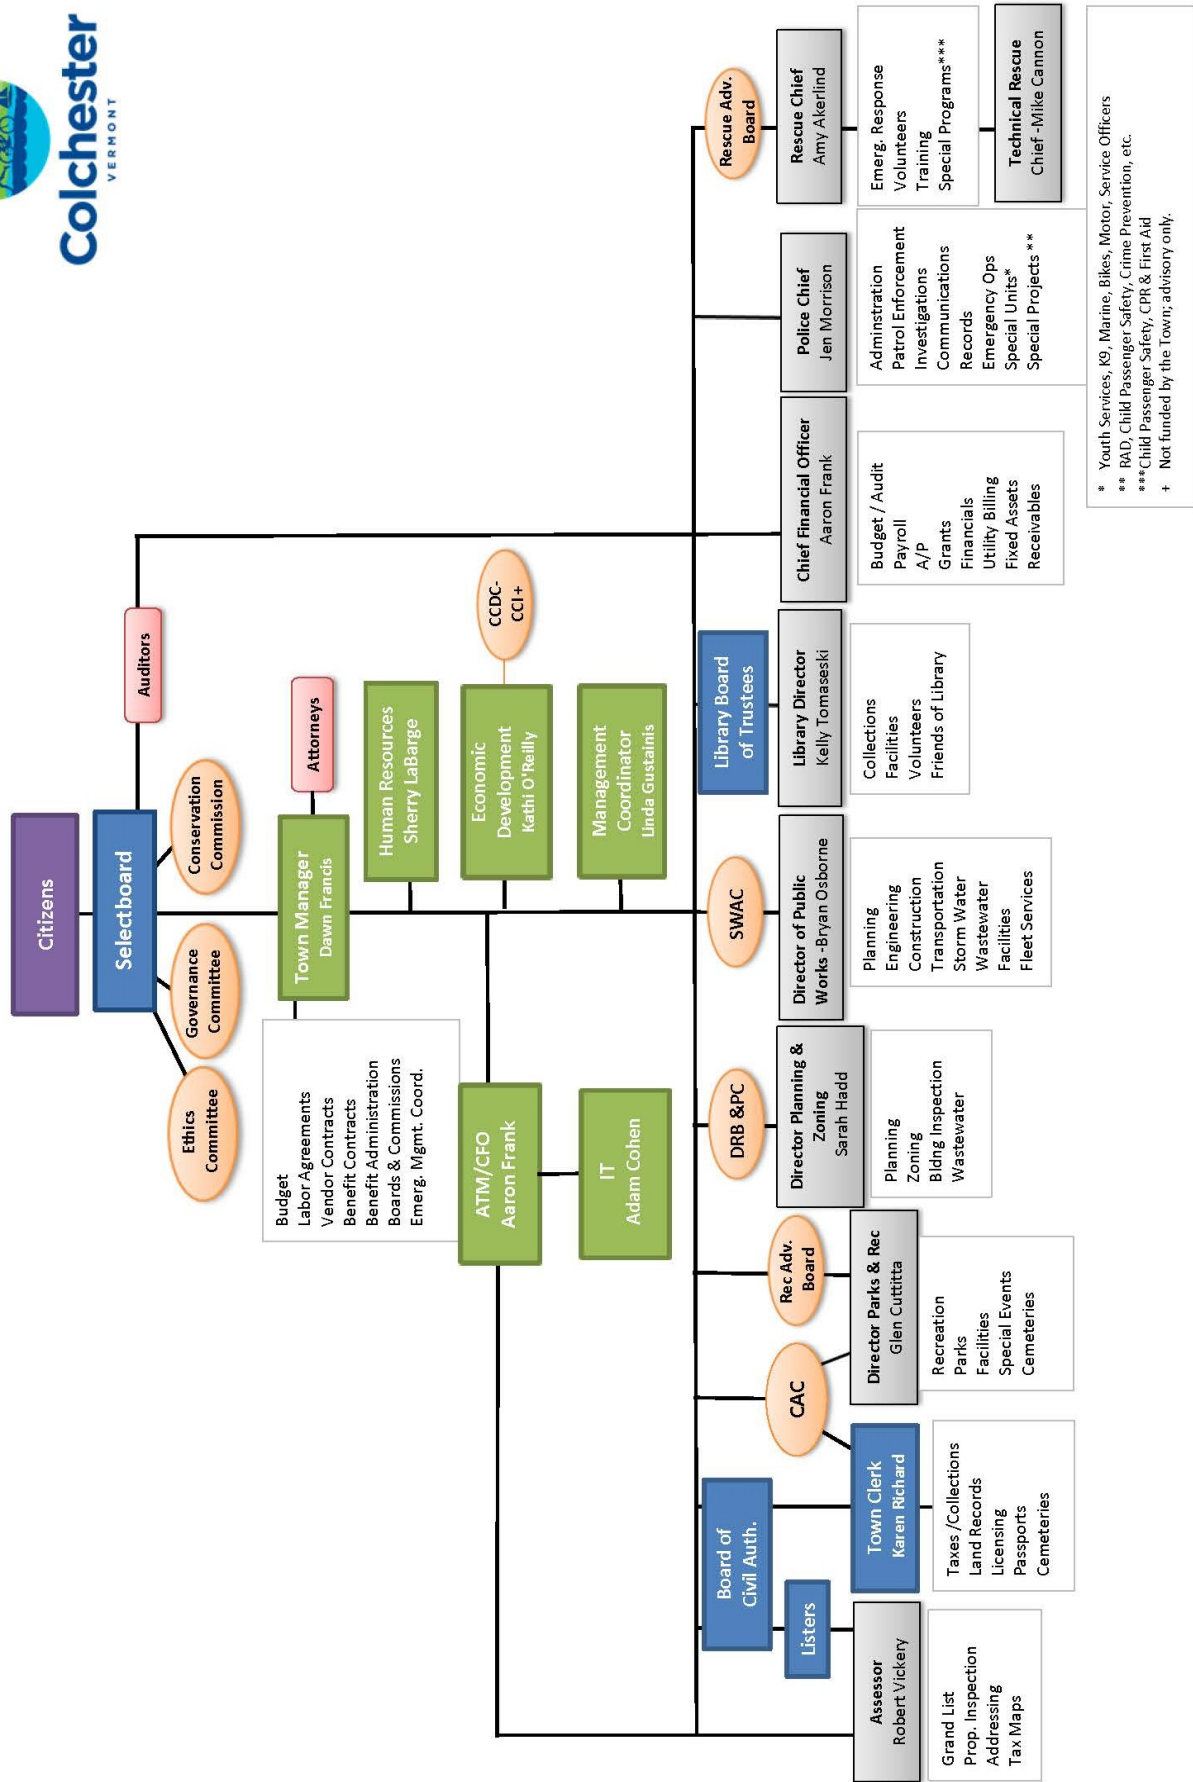 Colchester
VERMONT
Citizens
Selectboard
Auditors
Ethics
Committee
Governance
Committee
Conservation
Commission
Town Manager
Dawn Francis
Attorneys
Budget
Labor Agreements
Vendor Contracts
Benefit Contracts
Benefit Administration
Boards & Commissions
Emerg. Mgmt. Coord.
Human Resources
Sherry LaBarge
ATM/CFO
Aaron Frank
Economic
Development
Kathi O'Reilly
CCDC-
CCI+
IT
Adam Cohen
Management
Coordinator
Linda Gustainis
Board of
Civil Auth.
Listers
Assessor
Robert Vickery
Grand List
Prop. Inspection
Addressing
Tax Maps
CAC
Town Clerk
Karen Richard
Taxes /Collections
Land Records
Licensing
Passports
Cemeteries
Rec Adv.
Board
Director Parks & Rec
Glen Cuttitta
Recreation
Parks
Facilities
Special Events
Cemeteries
DRB &PC
Director Planning &
Zoning
Sarah Hadd
Planning
Zoning
Bldng Inspection
Wastewater
SWAC
Director of Public
Works -Bryan Osborne
Planning
Engineering
Construction
Transportation
Storm Water
Wastewater
Facilities
Fleet Services
Library Board
of Trustees
Library Director
Kelly Tomaseski
Collections
Facilities
Volunteers
Friends of Library
Chief Financial Officer
Aaron Frank
Budget / Audit
Payroll
A/P
Grants
Financials
Utility Billing
Fixed Assets
Receivables
Police Chief
Jen Morrison
Adminstration
Patrol Enforcement
Investigations
Communications
Records
Emergency Ops
Special Units*
Special Projects **
Rescue Adv.
Board
Rescue Chief
Amy Akerlind
Emerg. Response
Volunteers
Training
Special Programs***
Technical Rescue
Chief -Mike Cannon
* Youth Services, K9, Marine, Bikes, Motor, Service Officers
** RAD, Child Passenger Safety, Crime Prevention, etc.
***Child Passenger Safety, CPR & First Aid
+ Not funded by the Town; advisory only.